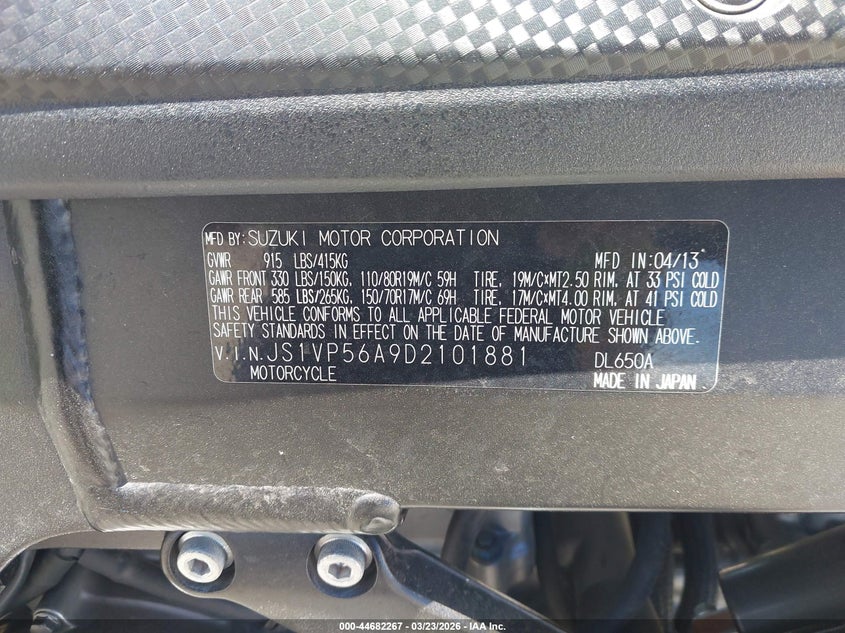 MFD BY:SUZUKI MOTOR CORPORATION
GVWR 915 LBS/415KG MFD IN:04/13
GAWR FRONT 330 LBS/150KG, 110/80R19M/C 59H TIRE, 19M/C×MT2.50 RIM, AT 33 PSI COLD
GAWR REAR 585 LBS/265KG, 150/70R17M/C 69H TIRE, 17M/C×MT4.00 RIM, AT 41 PSI COLD
THIS VEHICLE CONFORMS TO ALL APPLICABLE FEDERAL MOTOR VEHICLE
SAFETY STANDARDS IN EFFECT ON THE DATE OF MANUFACTURE SHOWN ABOVE.
V.I.N.JS1VP56A9D2101881 DL650A
MOTORCYCLE MADE IN JAPAN
000-44682267 - 03/23/2026 - IAA Inc.